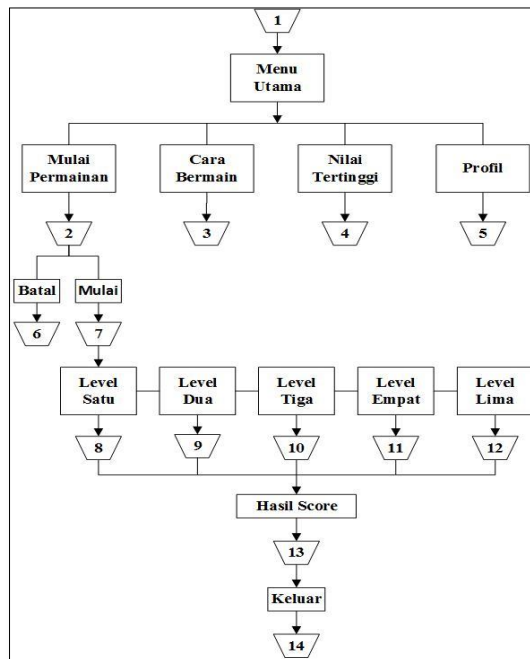 1
Menu
Utama
Mulai
Permainan
Cara
Bermain
Nilai
Tertinggi
Profil
2
3
4
5
Batal
Mulai
6
7
Level
Satu
Level
Dua
Level
Tiga
Level
Empat
Level
Lima
8
9
10
11
12
Hasil Score
13
Keluar
14